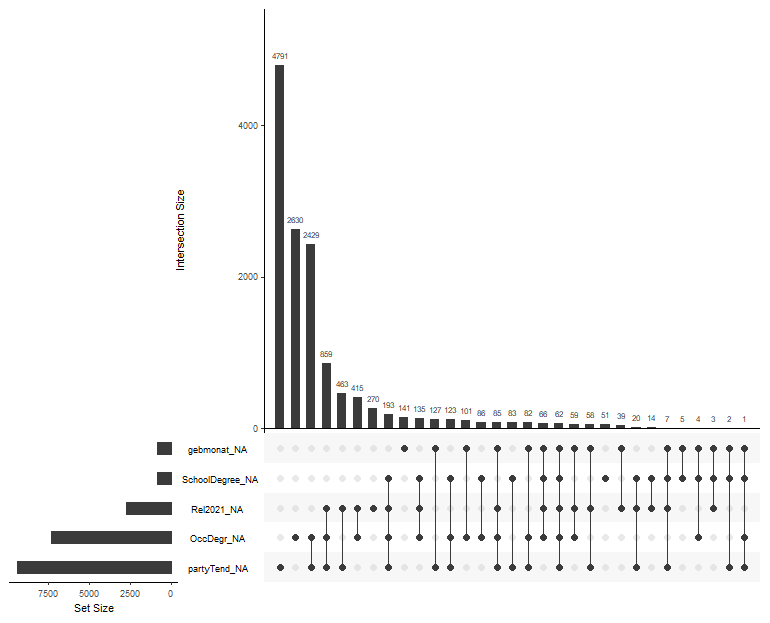 4791
4000
2630
2429
Intersection Size
2000
859
463 415 270 193 141 135 127 123 101 86 85 83 82 66 62 59 58 51 39 20 14 7 5 4 3 2 1
0
gebmonat_NA
SchoolDegree_NA
Rel2021_NA
OccDegr_NA
partyTend_NA
7500 5000 2500 0
Set Size